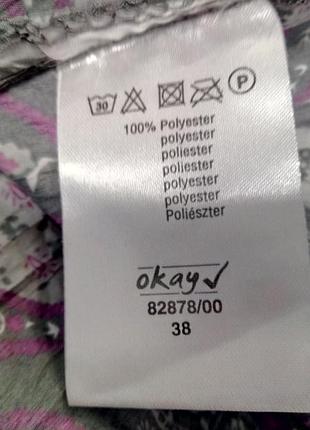 30 P
100% Polyester
polyester
poliester
poliester
polyester
polyester
Poliészter
okay
82878/00
38